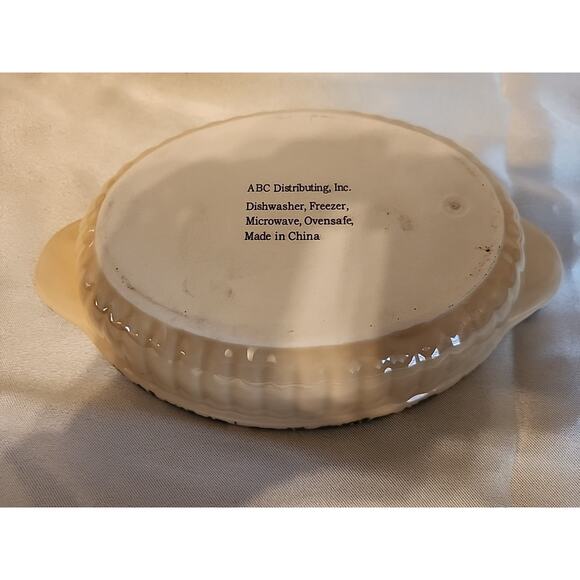 ABC Distributing, Inc.
Dishwasher, Freezer,
Microwave, Ovensafe,
Made in China